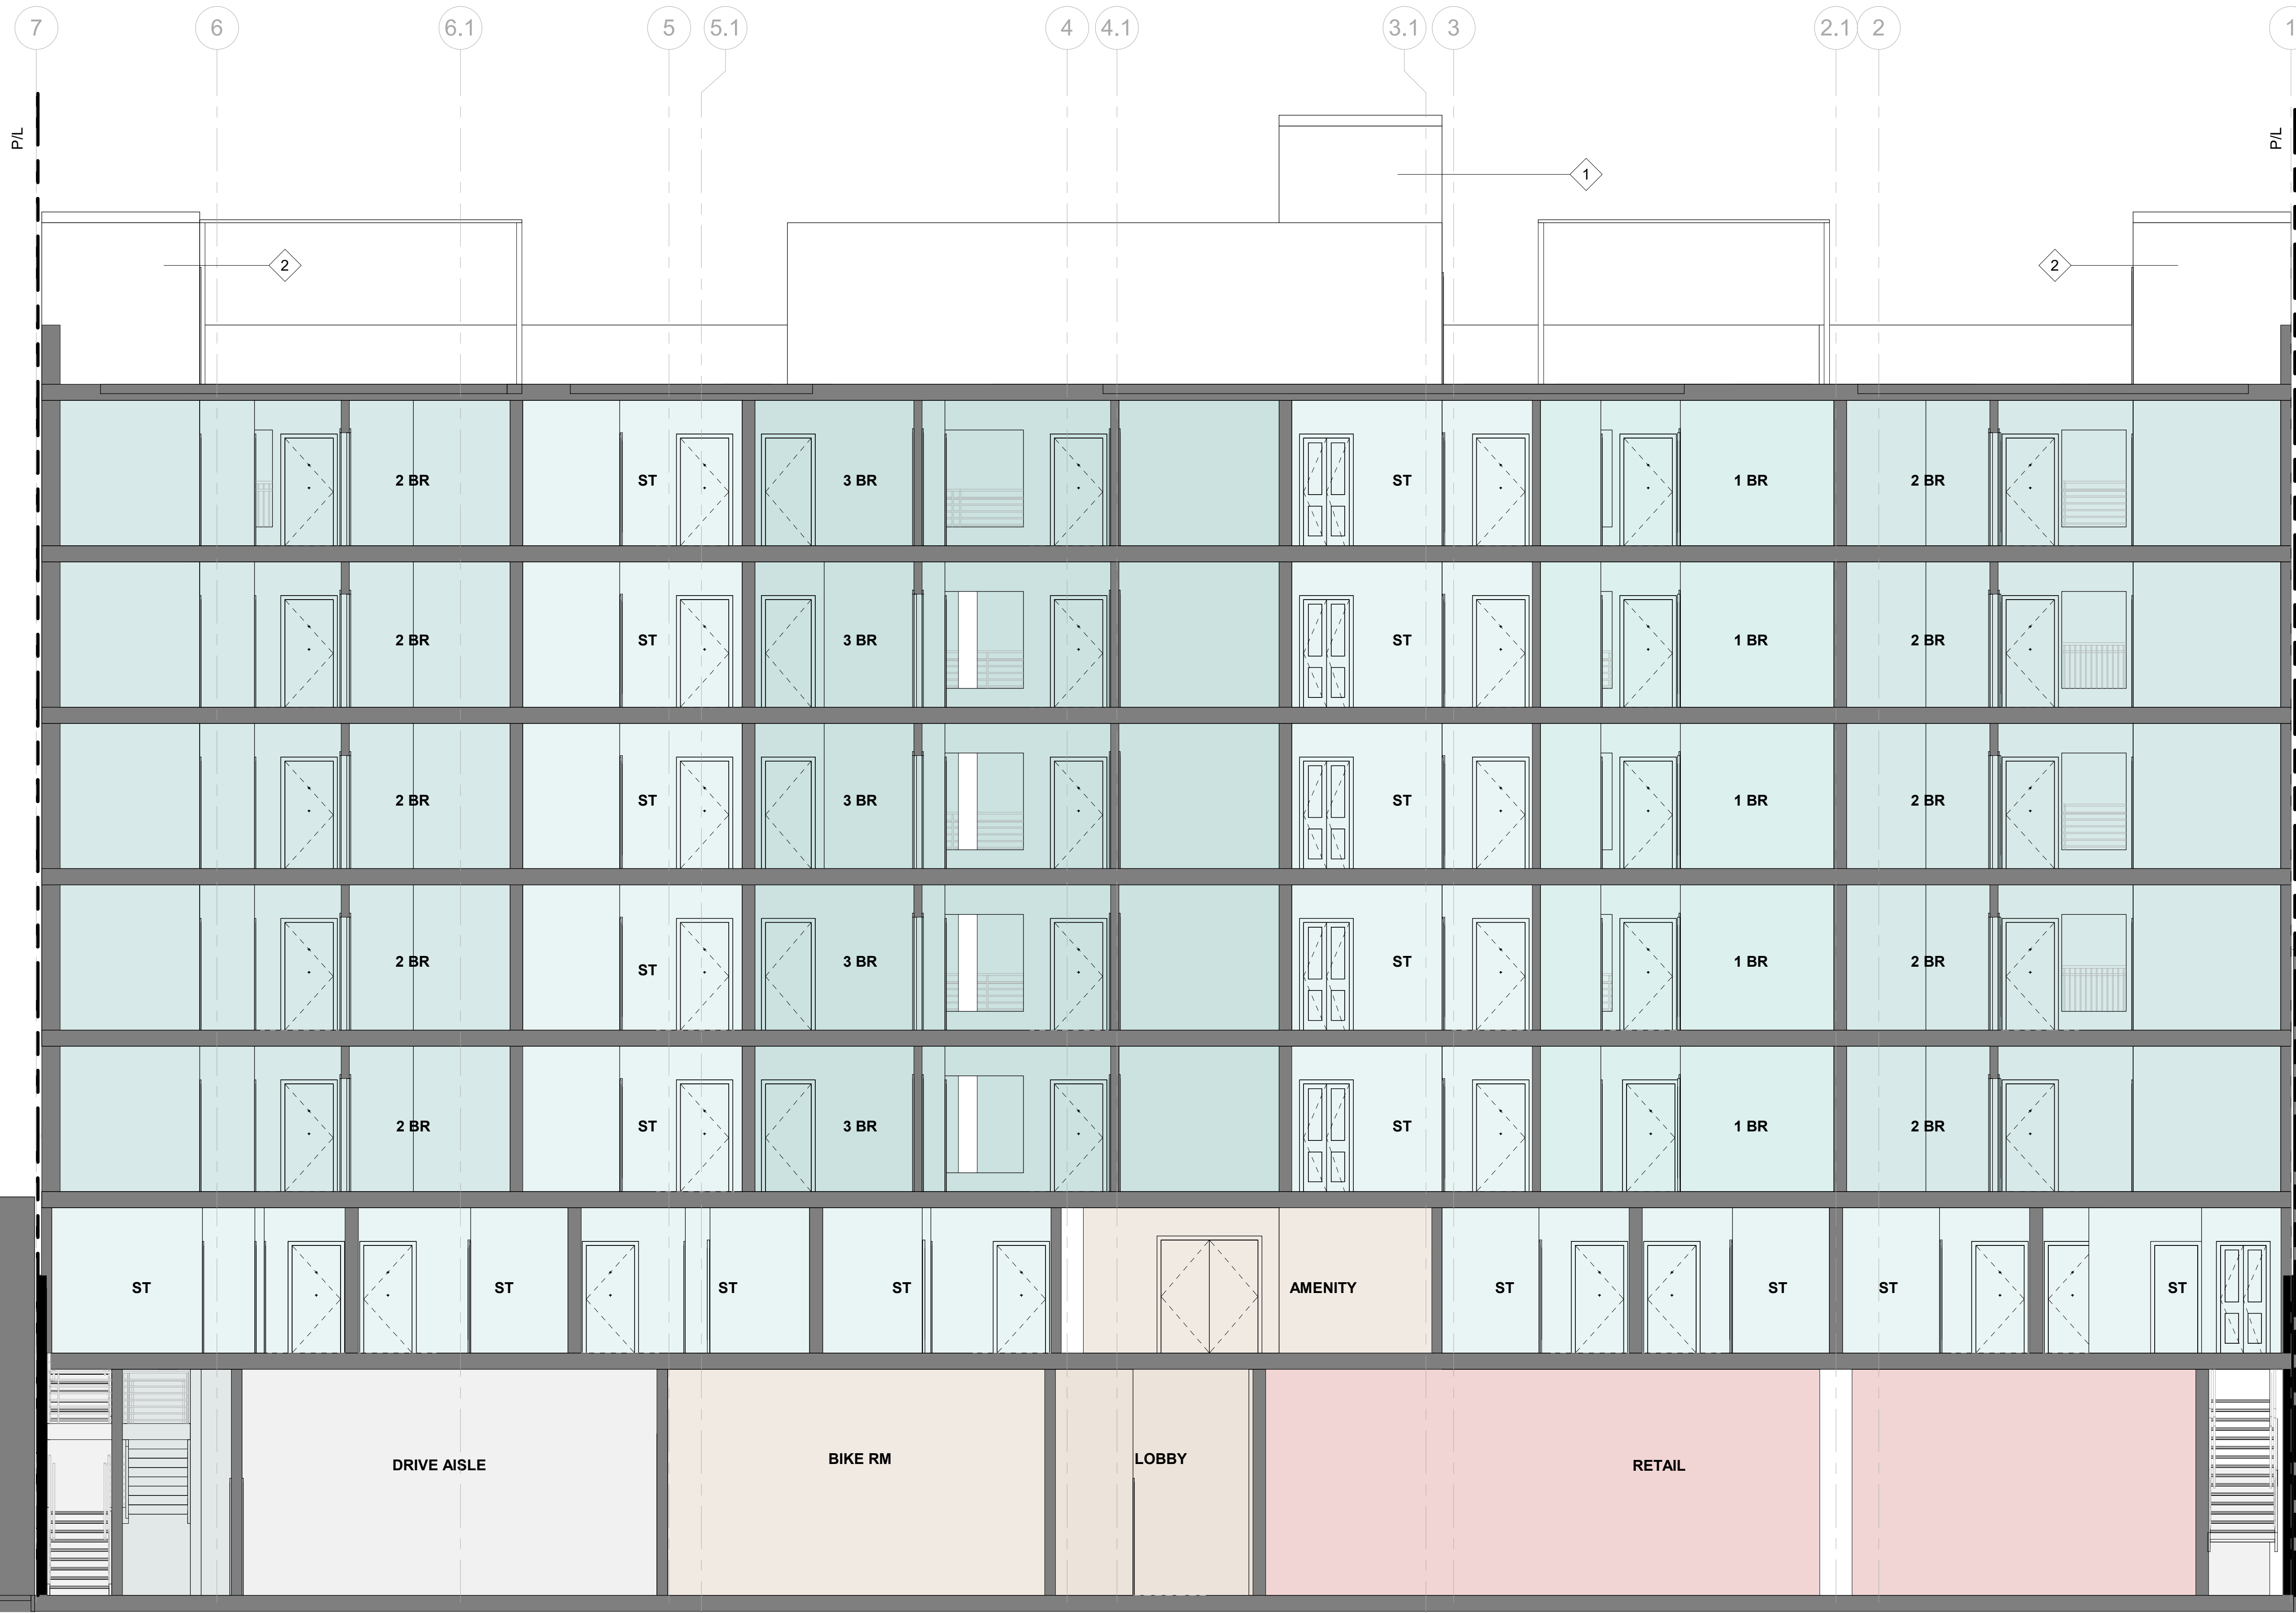 7 6 6.1 5 5.1 4 4.1 3.1 3 2.1 2 1
P/L P/L
1
2 2
2 BR ST 3 BR ST 1 BR 2 BR
2 BR ST 3 BR ST 1 BR 2 BR
2 BR ST 3 BR ST 1 BR 2 BR
2 BR ST 3 BR ST 1 BR 2 BR
2 BR ST 3 BR ST 1 BR 2 BR
ST ST ST ST AMENITY ST ST ST ST
DRIVE AISLE BIKE RM LOBBY RETAIL